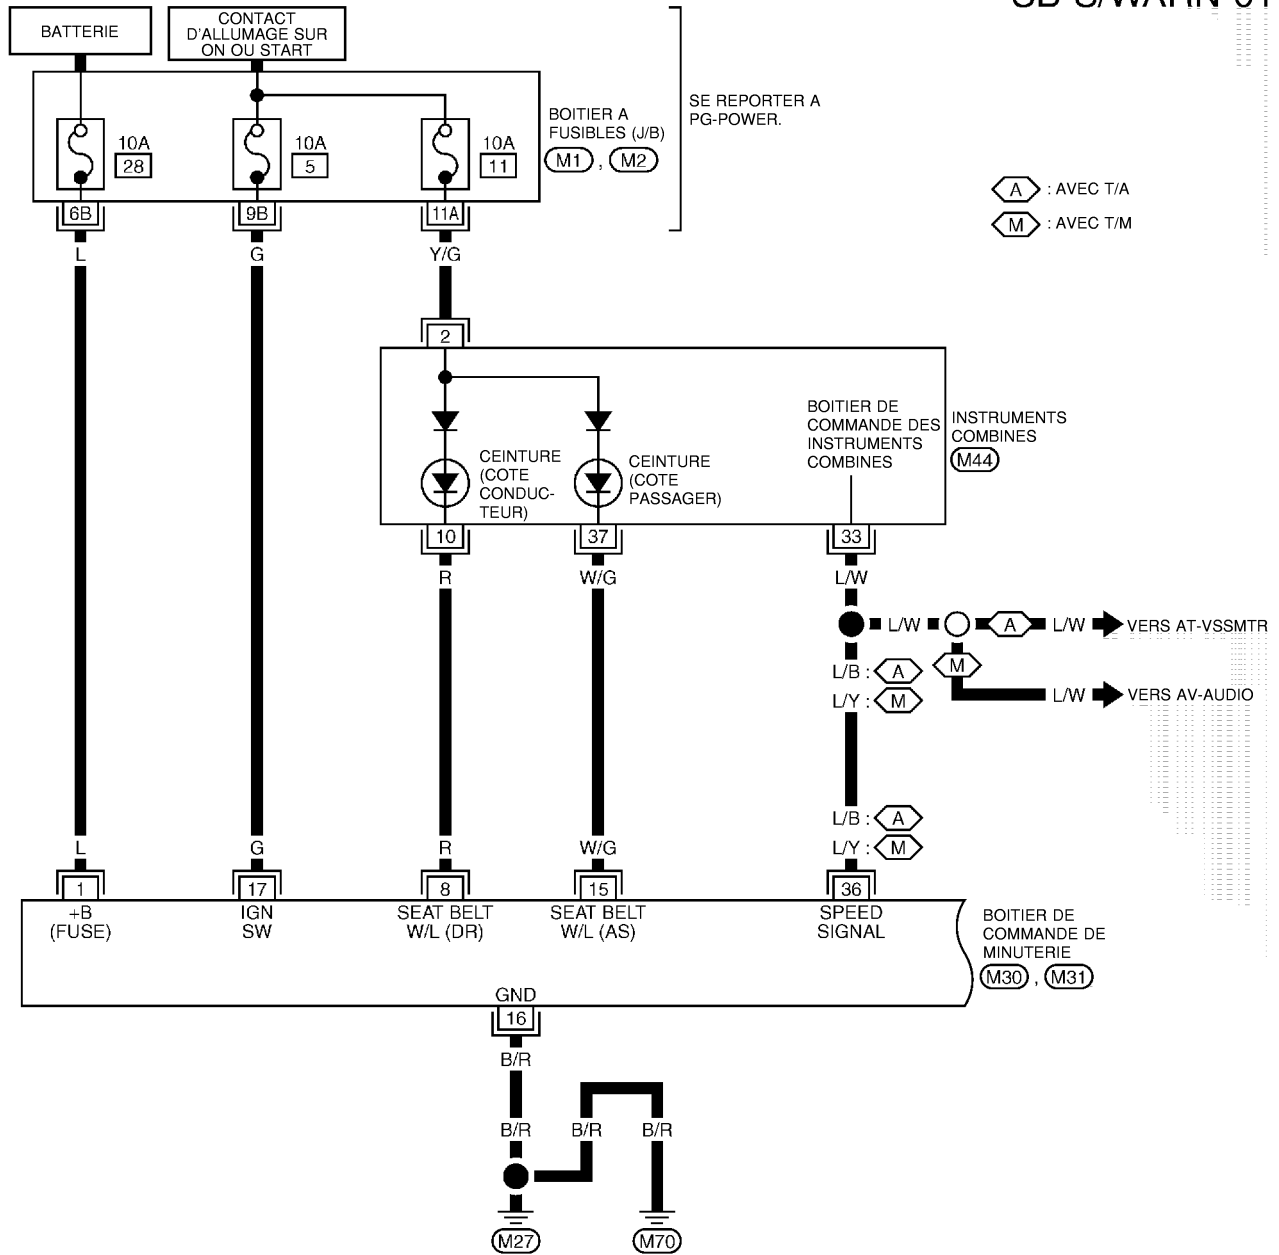 BATTERIE
CONTACT
D'ALLUMAGE SUR
ON OU START
10A
28
10A
5
10A
11
BOITIER A
FUSIBLES (J/B)
M1 , M2
SE REPORTER A
PG-POWER.
A : AVEC T/A
M : AVEC T/M
6B
9B
11A
L
G
Y/G
2
CEINTURE
(COTE
CONDUC-
TEUR)
CEINTURE
(COTE
PASSAGER)
BOITIER DE
COMMANDE DES
INSTRUMENTS
COMBINES
INSTRUMENTS
COMBINES
M44
10
37
33
R
W/G
L/W
L/W
A
L/W
VERS AT-VSSMTR
L/B : A
M
L/Y : M
L/W
VERS AV-AUDIO
L/B : A
L
G
R
W/G
L/Y : M
1
17
8
15
36
+B
(FUSE)
IGN
SW
SEAT BELT
W/L (DR)
SEAT BELT
W/L (AS)
SPEED
SIGNAL
BOITIER DE
COMMANDE DE
MINUTERIE
M30 , M31
GND
16
B/R
B/R
B/R
B/R
M27
M70